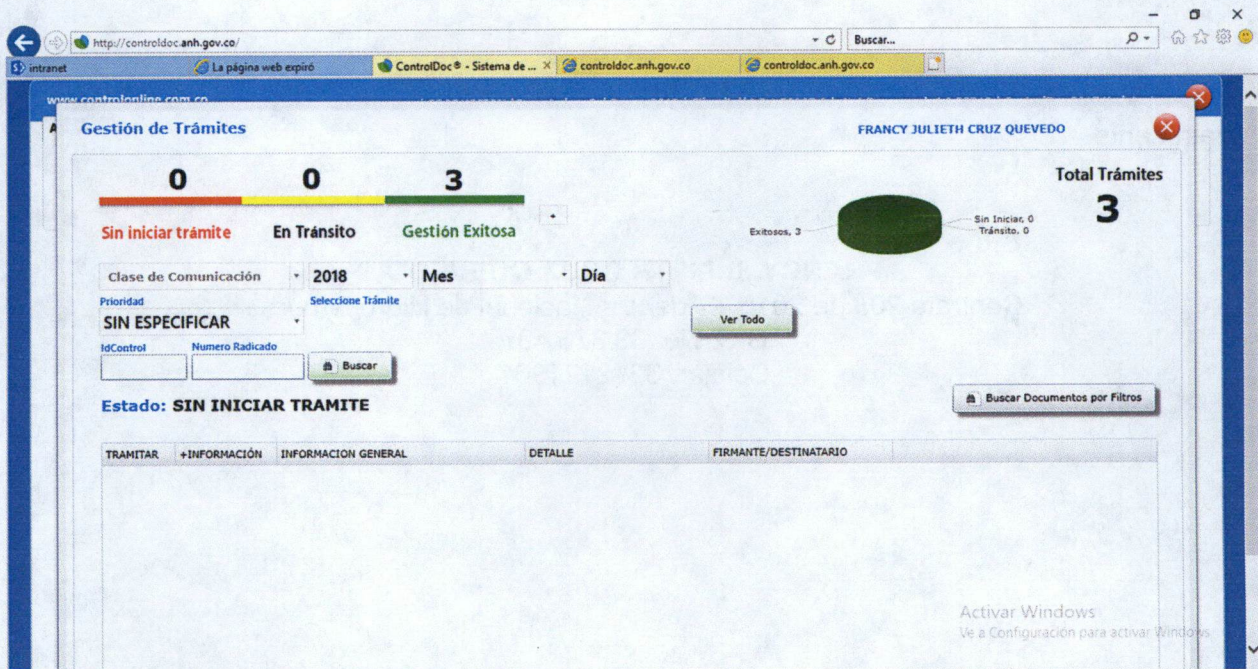 http://controldoc.anh.gov.co/
Buscar...
intranet
La página web expiró
ControlDoc® - Sistema de ...
controldoc.anh.gov.co
controldoc.anh.gov.co
www.controlonline.com.co
Gestión de Trámites
FRANCY JULIETH CRUZ QUEVEDO
0 0 3
Total Trámites
3
Sin iniciar trámite En Tránsito Gestión Exitosa
+
Exitosos, 3
Sin Iniciar, 0
Tránsito, 0
Clase de Comunicación 2018 Mes Día
Prioridad Seleccione Trámite
SIN ESPECIFICAR
Ver Todo
IdControl Numero Radicado
Buscar
Estado: SIN INICIAR TRAMITE
Buscar Documentos por Filtros
TRAMITAR +INFORMACIÓN INFORMACION GENERAL DETALLE FIRMANTE/DESTINATARIO
Activar Windows
Ve a Configuración para activar Windows